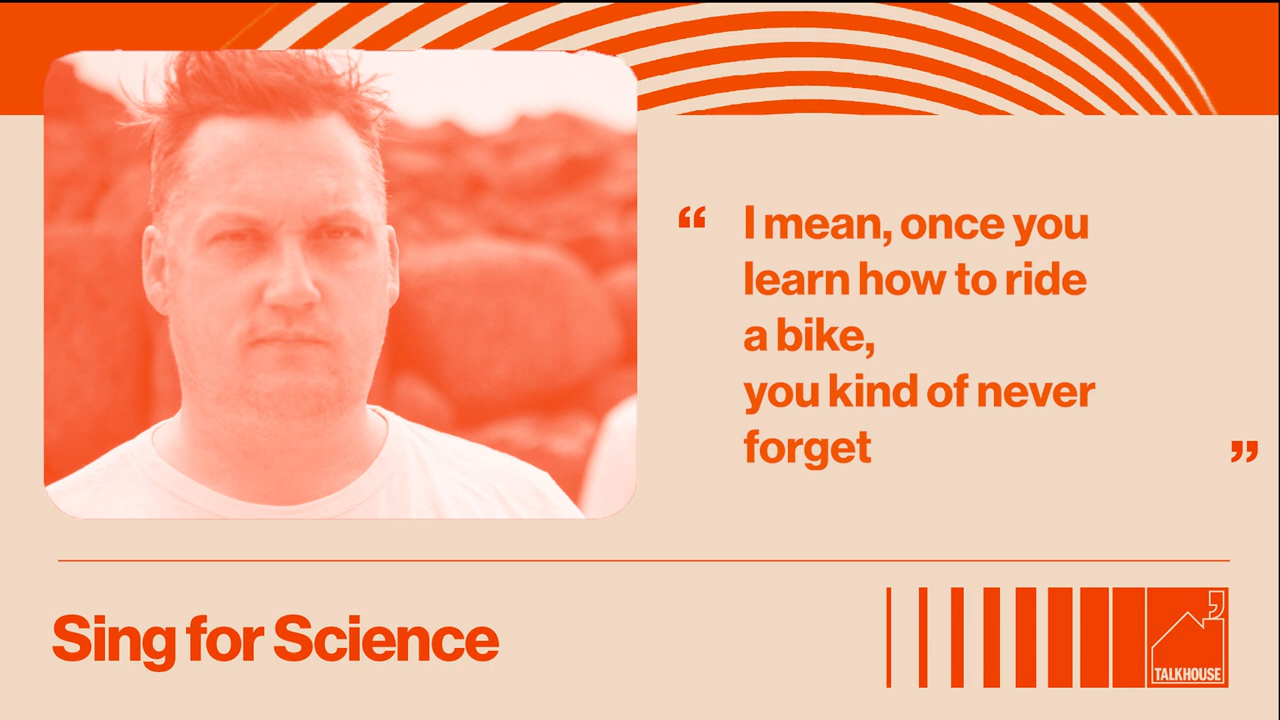 “ I mean, once you
learn how to ride
a bike,
you kind of never
forget ”
Sing for Science
TALKHOUSE